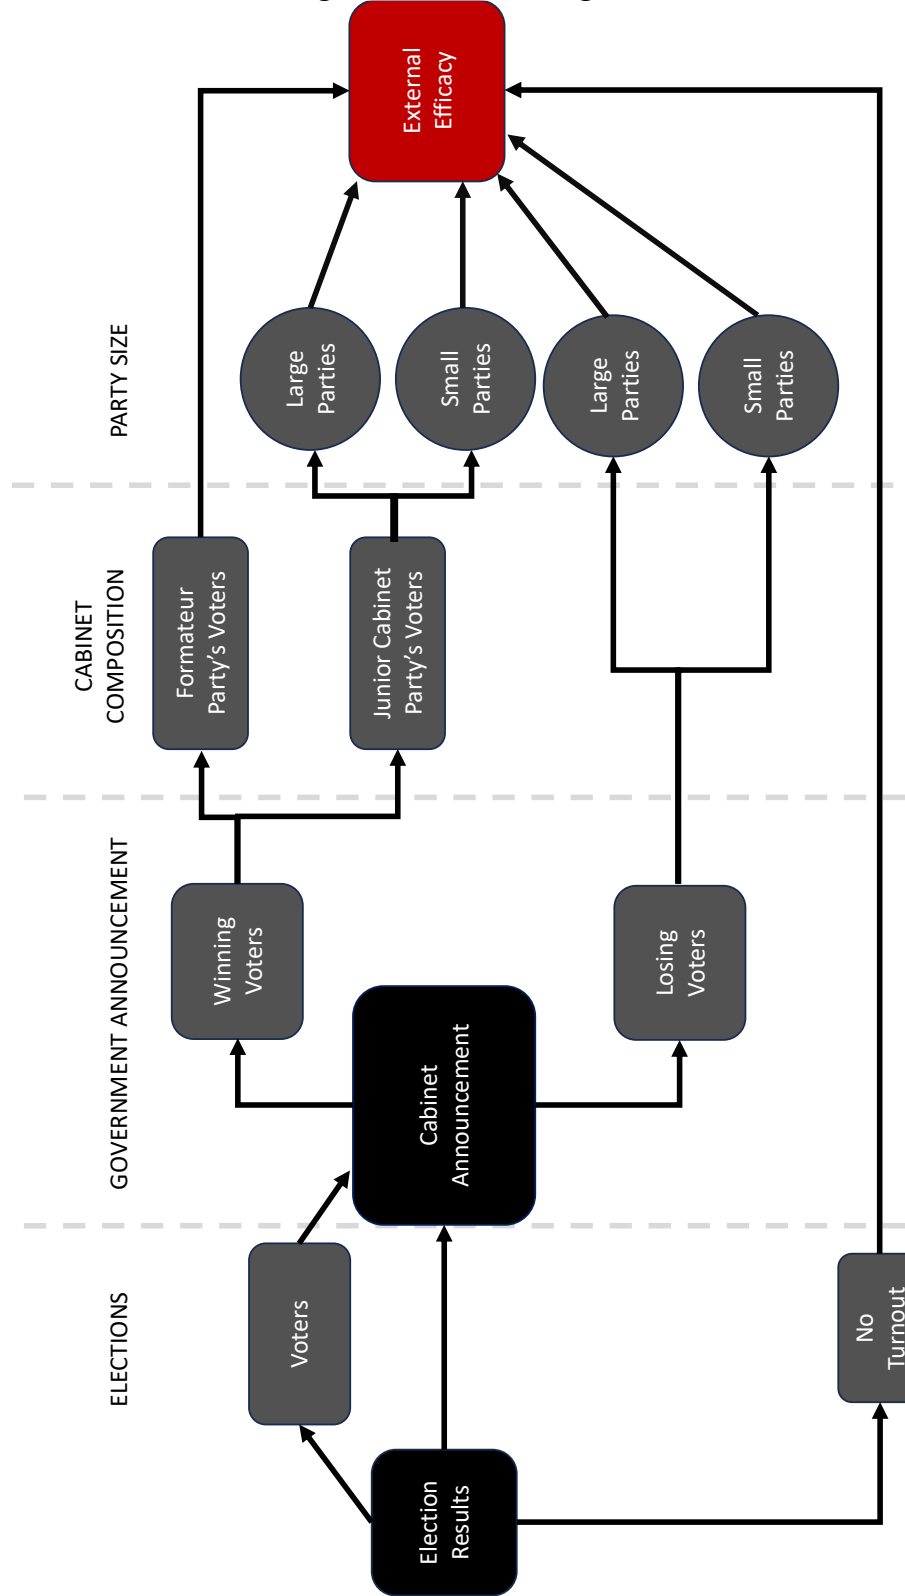 ELECTIONS
GOVERNMENT ANNOUNCEMENT
CABINET
COMPOSITION
PARTY SIZE
Election
Results
Voters
No
Turnout
Cabinet
Announcement
Winning
Voters
Losing
Voters
Formateur
Party’s Voters
Junior Cabinet
Party’s Voters
Large
Parties
Small
Parties
Large
Parties
Small
Parties
External
Efficacy